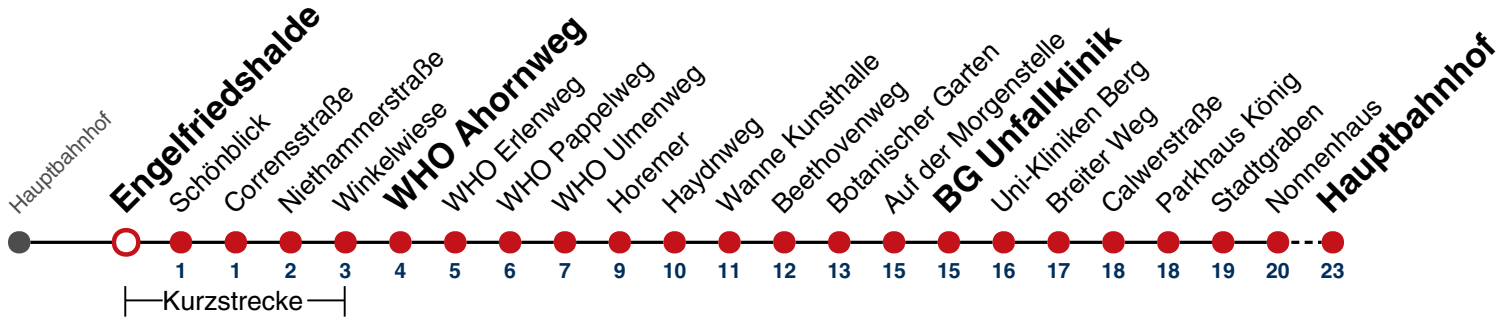 Hauptbahnhof
Engelfriedshalde
Schönblick
Corrensstraße
Niethammerstraße
Winkelwiese
WHO Ahornweg
WHO Erlenweg
WHO Pappelweg
WHO Ulmenweg
Horemer
Haydnweg
Wanne Kunsthalle
Beethovenweg
Botanischer Garten
Auf der Morgenstelle
BG Unfallklinik
Uni-Kliniken Berg
Breiter Weg
Calwerstraße
Parkhaus König
Stadtgraben
Nonnenhaus
Hauptbahnhof
1 1 2 3 4 5 6 7 9 10 11 12 13 15 15 16 17 18 18 19 20 23
Kurzstrecke